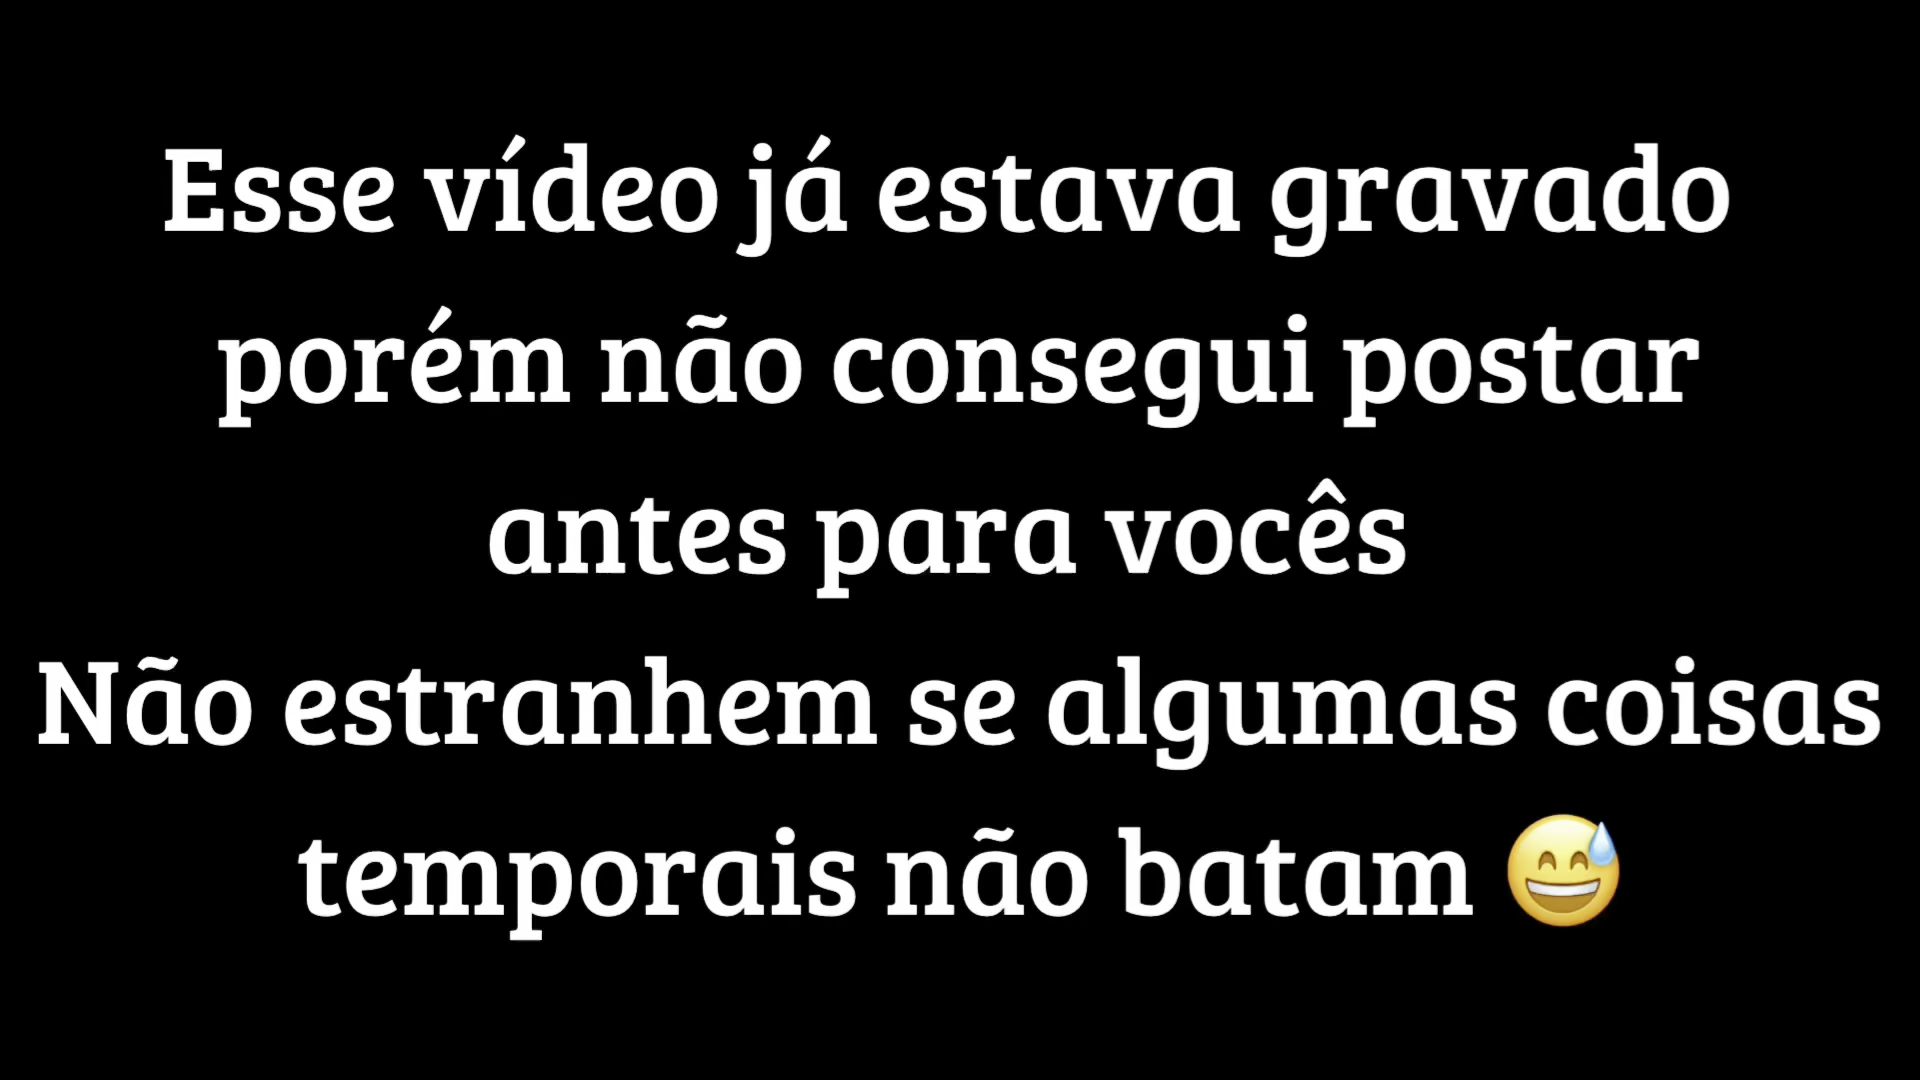 Esse vídeo já estava gravado
porém não consegui postar
antes para vocês
Não estranhem se algumas coisas
temporais não batam 😅